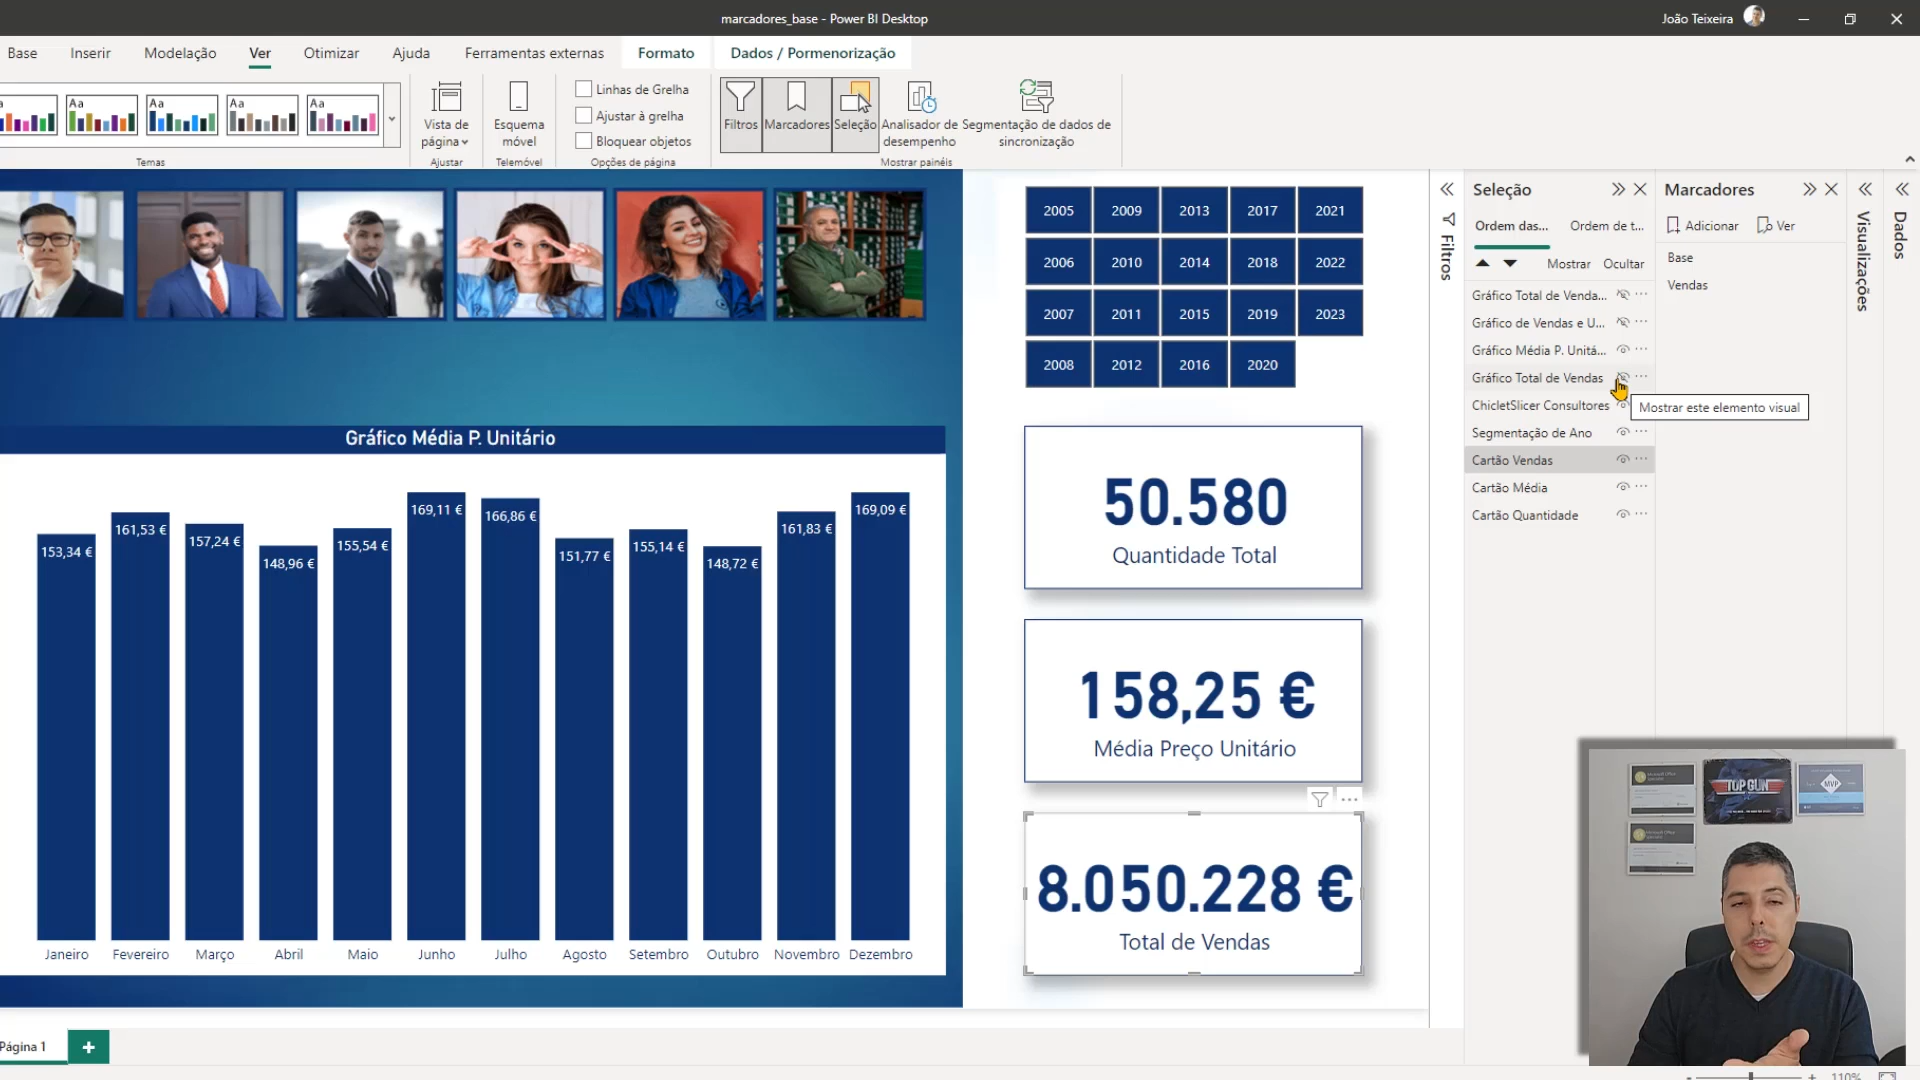 marcadores_base - Power BI Desktop
João Teixeira
Base
Inserir
Modelação
Ver
Otimizar
Ajuda
Ferramentas externas
Formato
Dados / Pormenorização
a
Aa
Aa
Aa
Aa
Temas
Vista de
página
Ajustar
Esquema
móvel
Telemóvel
Linhas de Grelha
Ajustar à grelha
Bloquear objetos
Opções de página
Filtros
Marcadores
Seleção
Analisador de
desempenho
Segmentação de dados de
sincronização
Mostrar painéis
Gráfico Média P. Unitário
153,34 €
161,53 €
157,24 €
148,96 €
155,54 €
169,11 €
166,86 €
151,77 €
155,14 €
148,72 €
161,83 €
169,09 €
Janeiro
Fevereiro
Março
Abril
Maio
Junho
Julho
Agosto
Setembro
Outubro
Novembro
Dezembro
2005
2009
2013
2017
2021
2006
2010
2014
2018
2022
2007
2011
2015
2019
2023
2008
2012
2016
2020
50.580
Quantidade Total
158,25 €
Média Preço Unitário
8.050.228 €
Total de Vendas
Filtros
Seleção
Ordem das...
Ordem de t...
Mostrar
Ocultar
Gráfico Total de Venda...
Gráfico de Vendas e U...
Gráfico Média P. Unitá...
Gráfico Total de Vendas
ChicletSlicer Consultores
Segmentação de Ano
Cartão Vendas
Cartão Média
Cartão Quantidade
Mostrar este elemento visual
Marcadores
Adicionar
Ver
Base
Vendas
Visualizações
Dados
TOP GUN
MVP
Página 1
110%